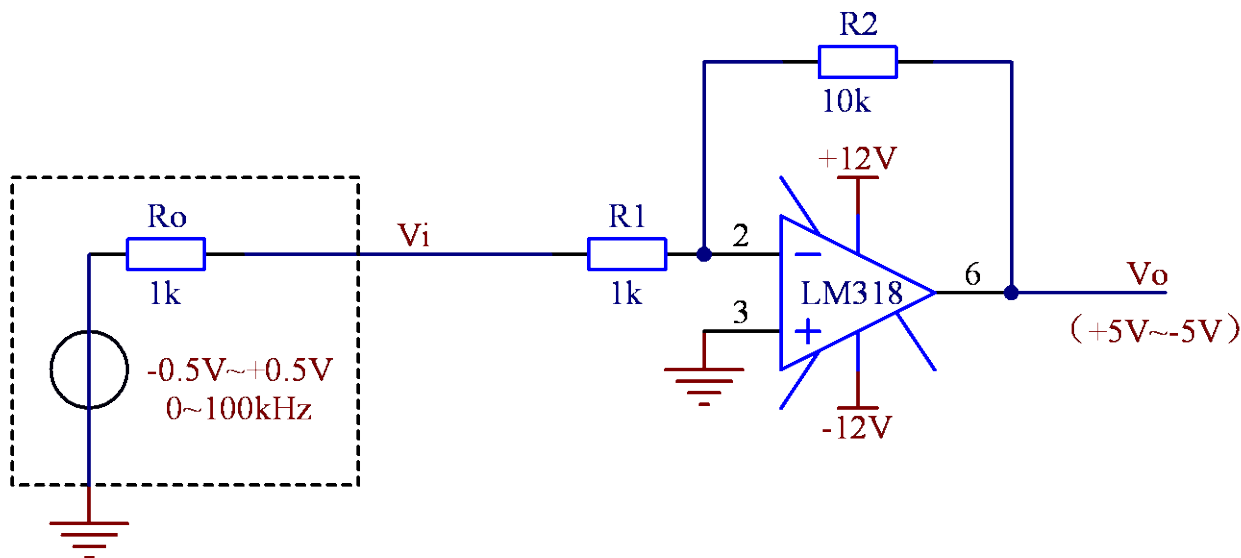 R2
10k
+12V
Ro
Vi
R1
2
6
Vo
1k
1k
LM318
3
(+5V~-5V)
-0.5V~+0.5V
0~100kHz
-12V